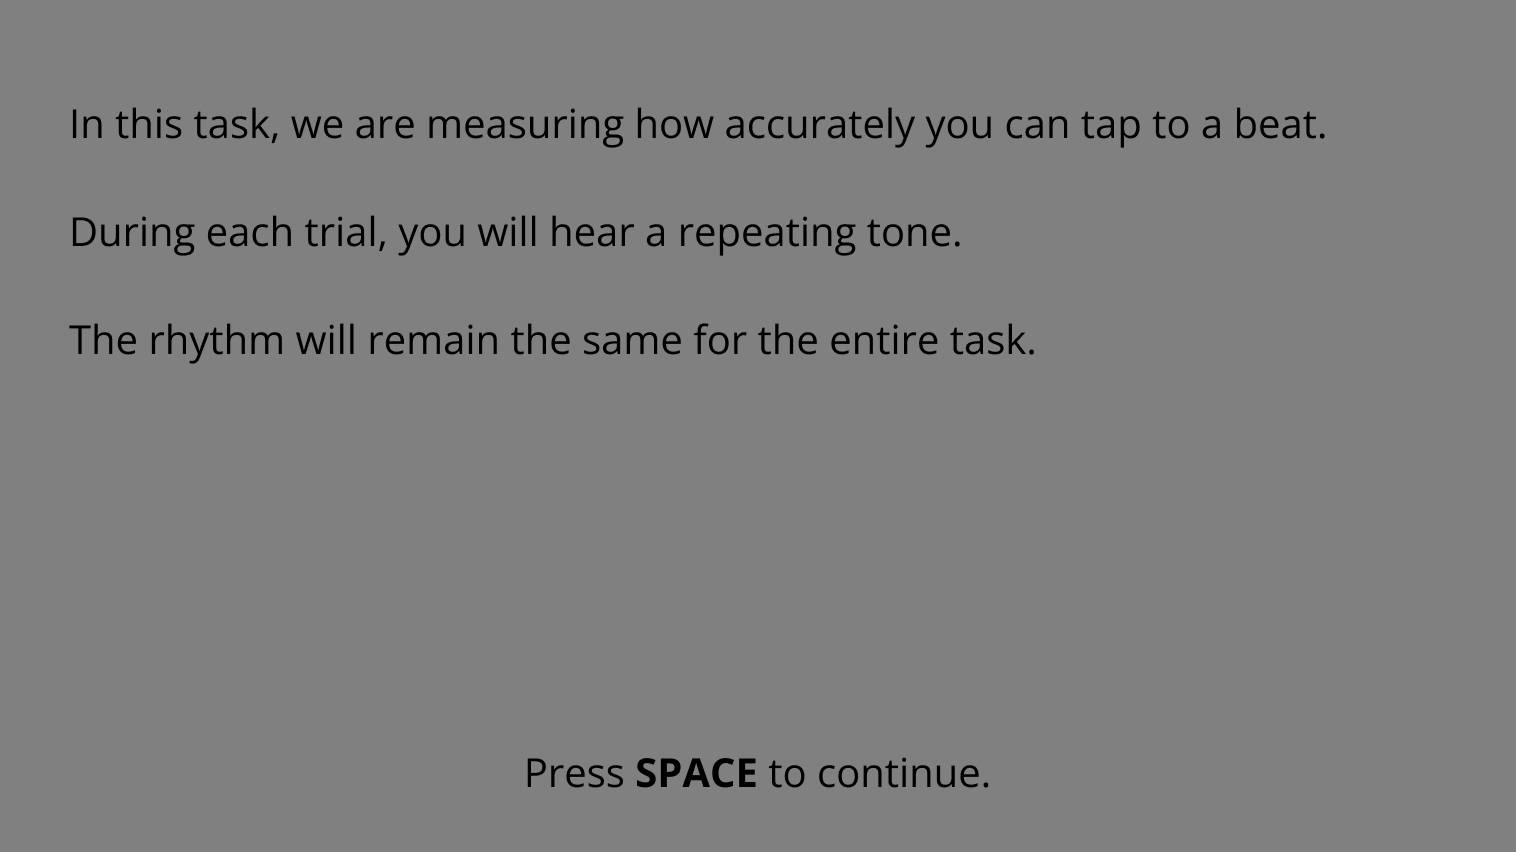 In this task, we are measuring how accurately you can tap to a beat.
During each trial, you will hear a repeating tone.
The rhythm will remain the same for the entire task.
Press SPACE to continue.